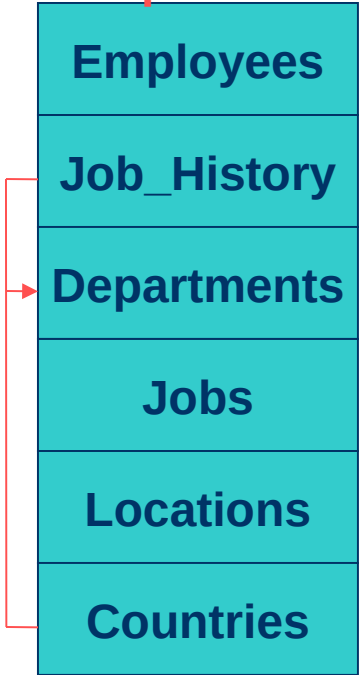 Employees
Job_History
Departments
Jobs
Locations
Countries